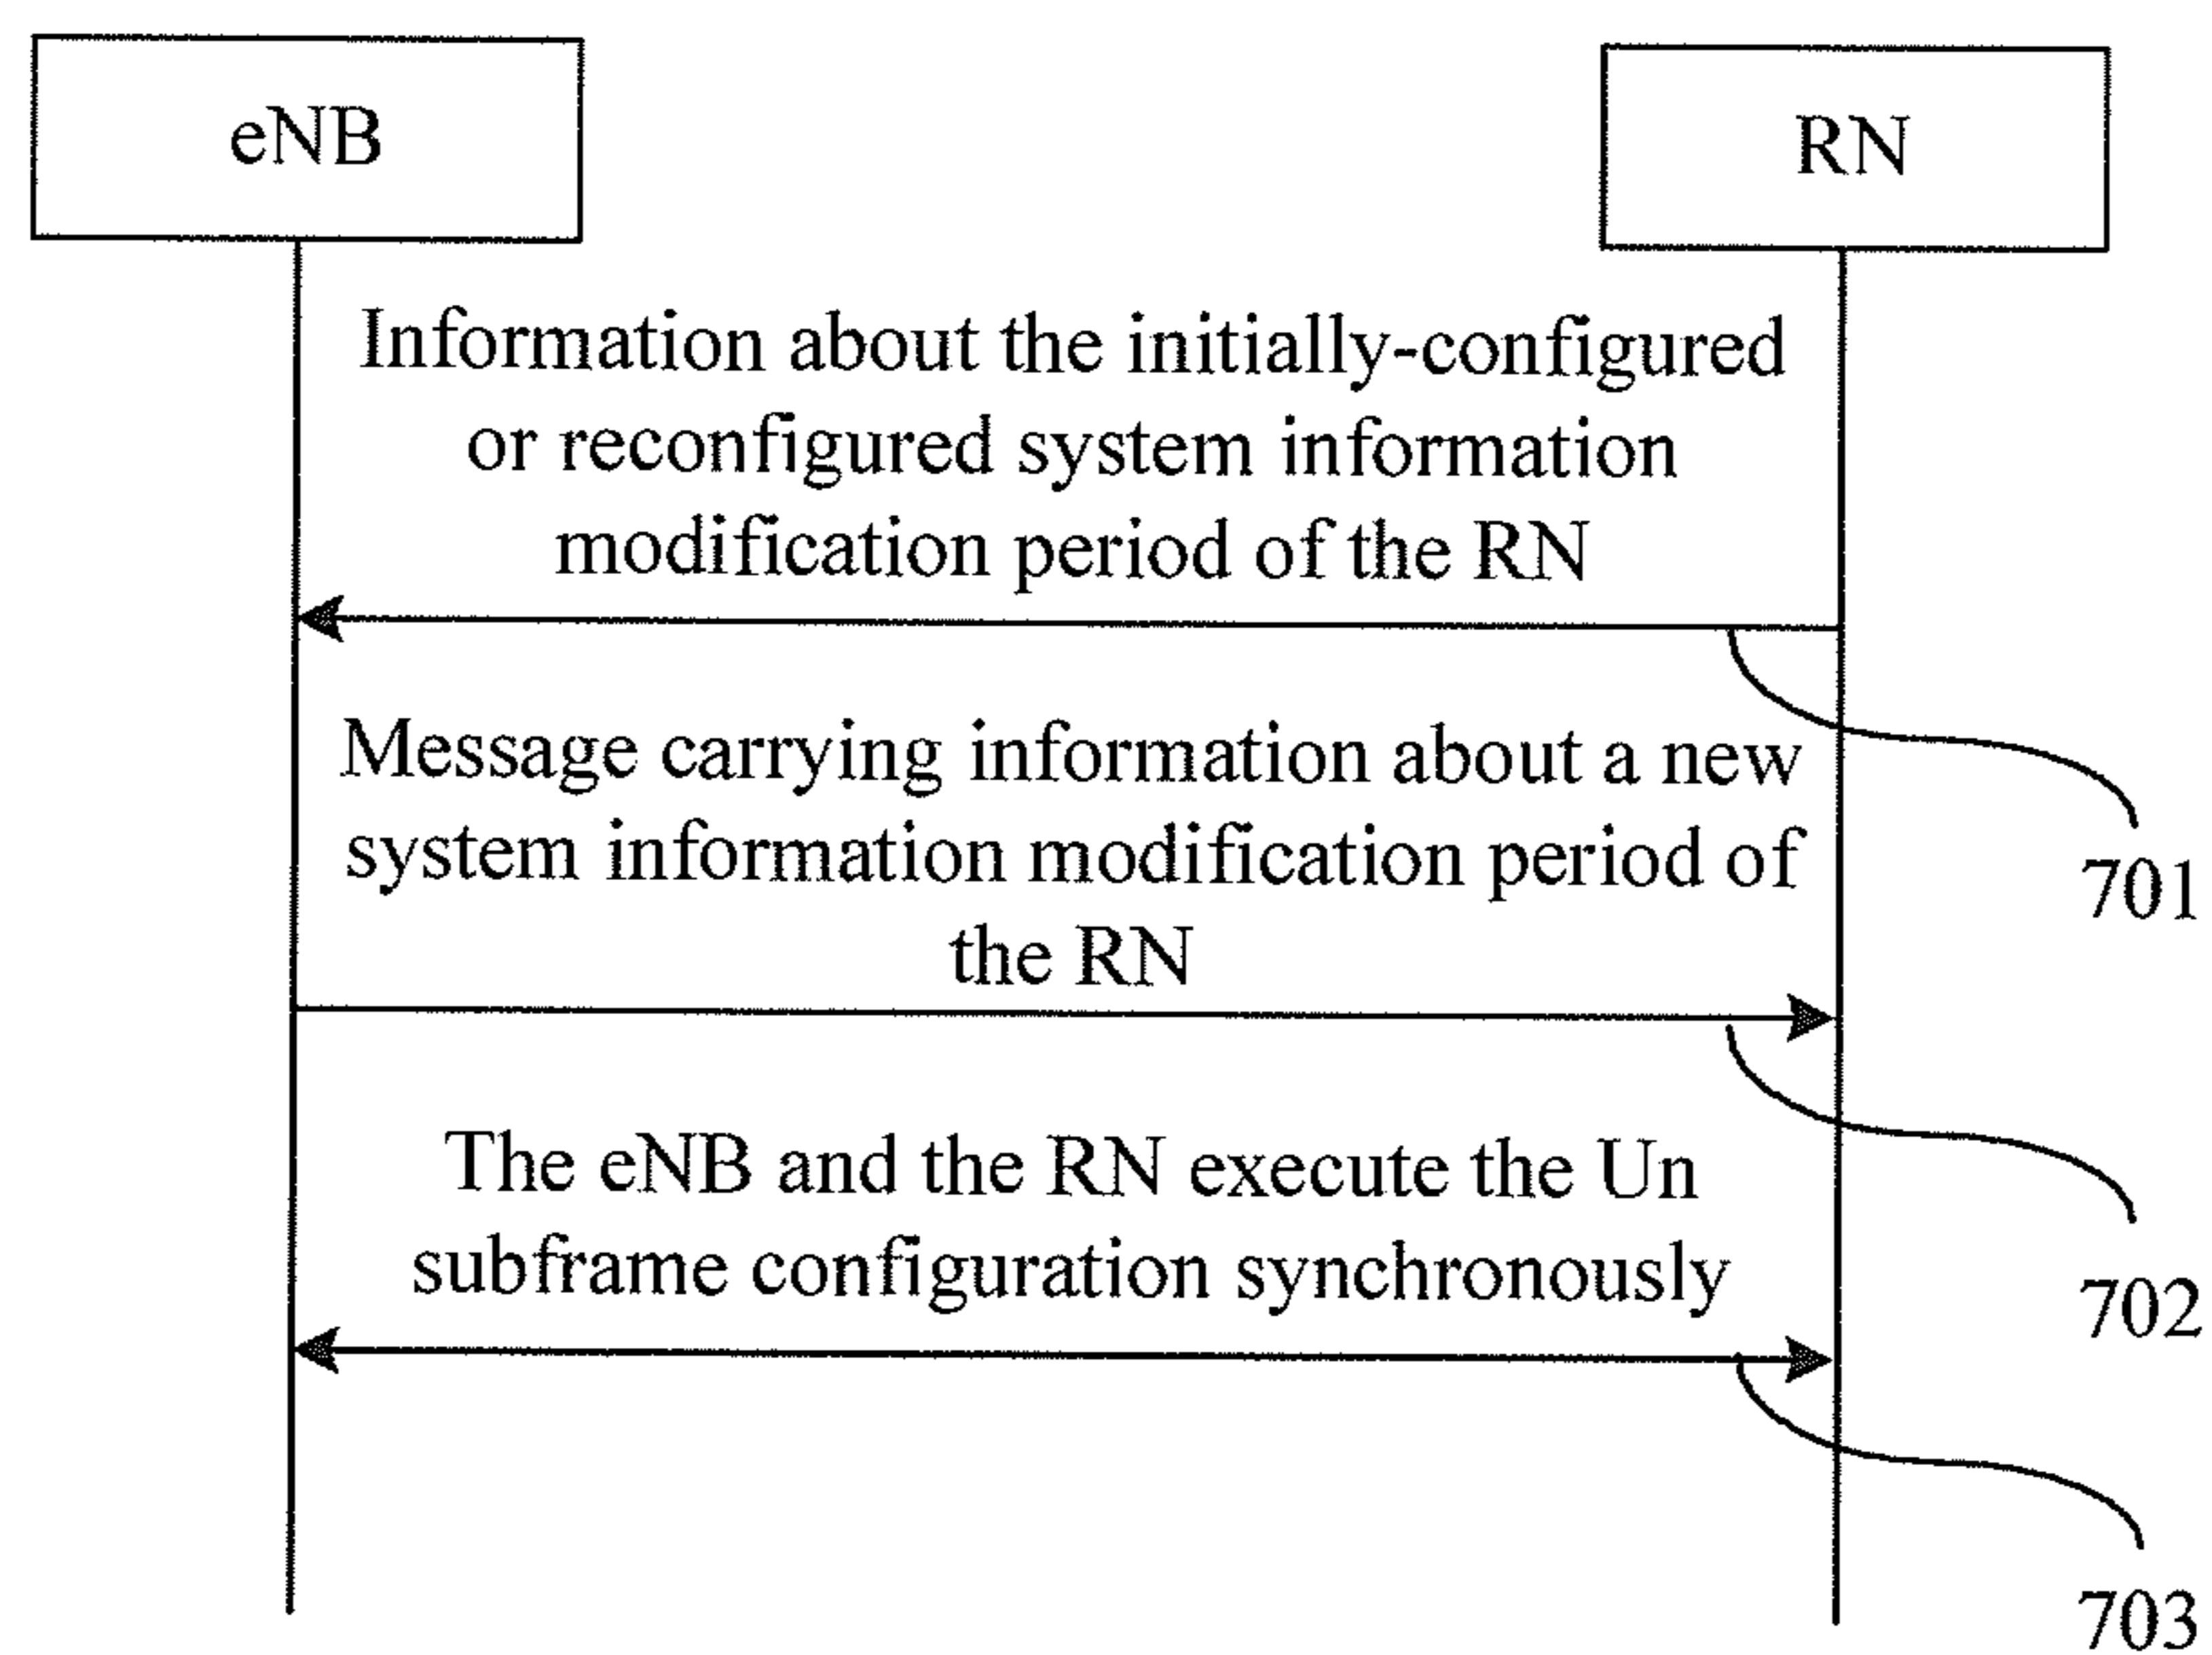 eNB
RN
Information about the initially-configured
or reconfigured system information
modification period of the RN
701
Message carrying information about a new
system information modification period of
the RN
702
The eNB and the RN execute the Un
subframe configuration synchronously
703